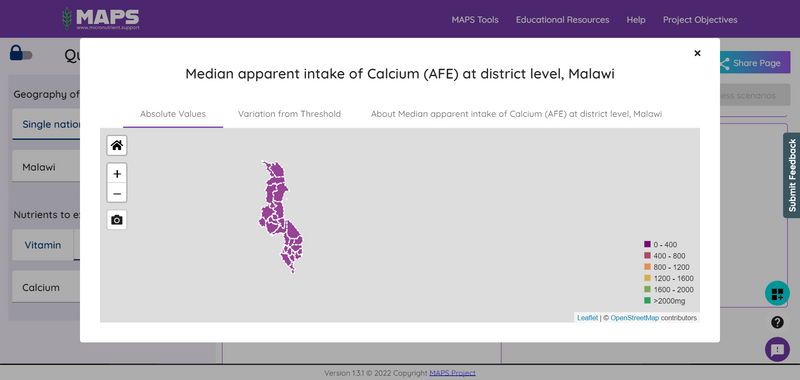 MAPS
www.micronutrient.support
MAPS Tools
Educational Resources
Help
Project Objectives
Qu
Share Page
ess scenarios
Geography of
Single nation
Malawi
Nutrients to e
Vitamin
Calcium
×
Median apparent intake of Calcium (AFE) at district level, Malawi
Absolute Values
Variation from Threshold
About Median apparent intake of Calcium (AFE) at district level, Malawi
+
−
0 - 400
400 - 800
800 - 1200
1200 - 1600
1600 - 2000
>2000mg
Leaflet | © OpenStreetMap contributors
Submit Feedback
?
Version 1.3.1 © 2022 Copyright MAPS Project